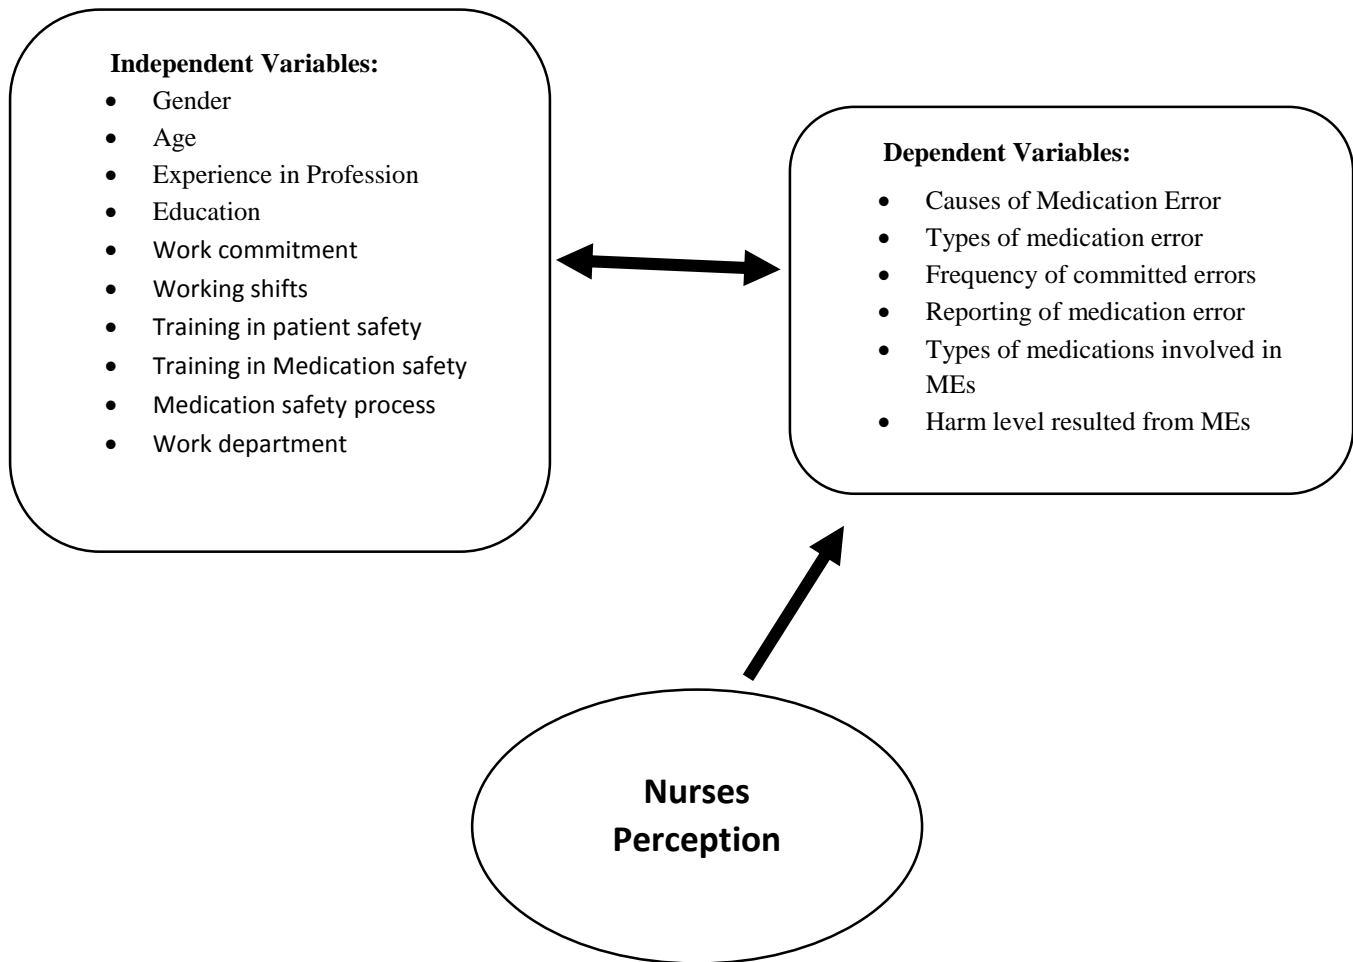 Independent Variables:
• Gender
• Age
• Experience in Profession
• Education
• Work commitment
• Working shifts
• Training in patient safety
• Training in Medication safety
• Medication safety process
• Work department
Dependent Variables:
• Causes of Medication Error
• Types of medication error
• Frequency of committed errors
• Reporting of medication error
• Types of medications involved in
MEs
• Harm level resulted from MEs
Nurses
Perception